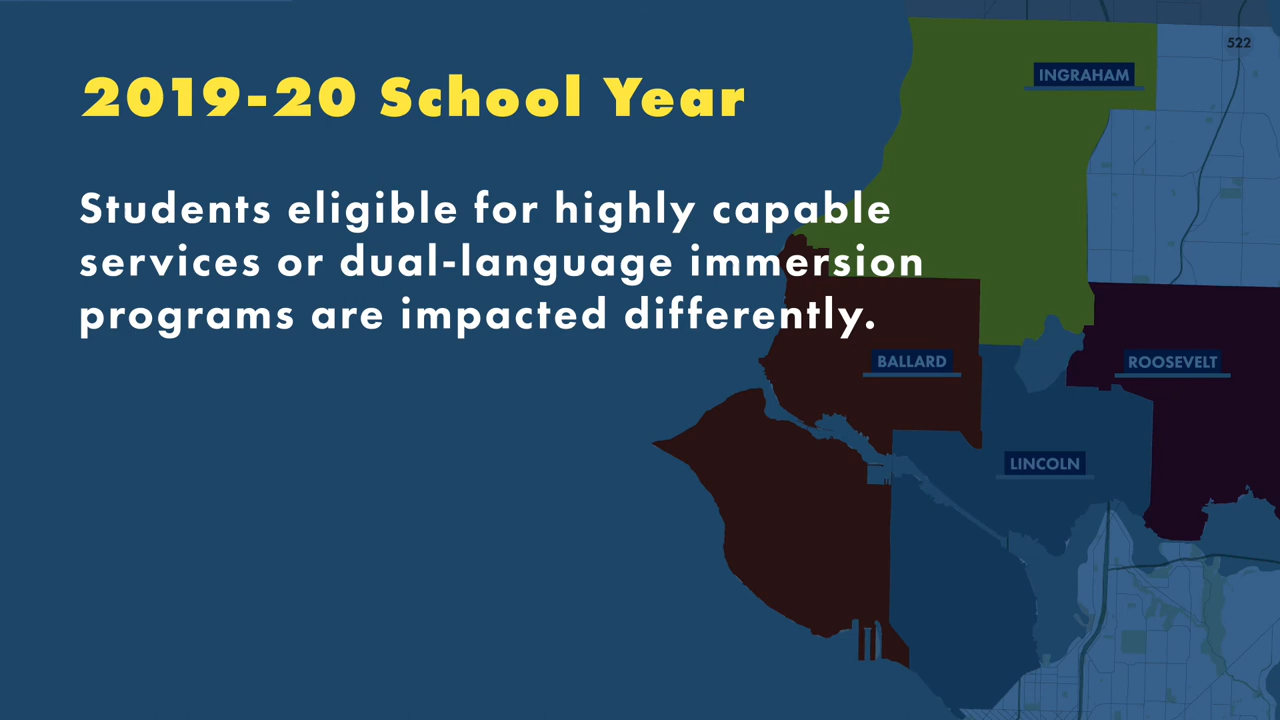 2019-20 School Year
Students eligible for highly capable
services or dual-language immersion
programs are impacted differently.
522
INGRAHAM
BALLARD
ROOSEVELT
LINCOLN